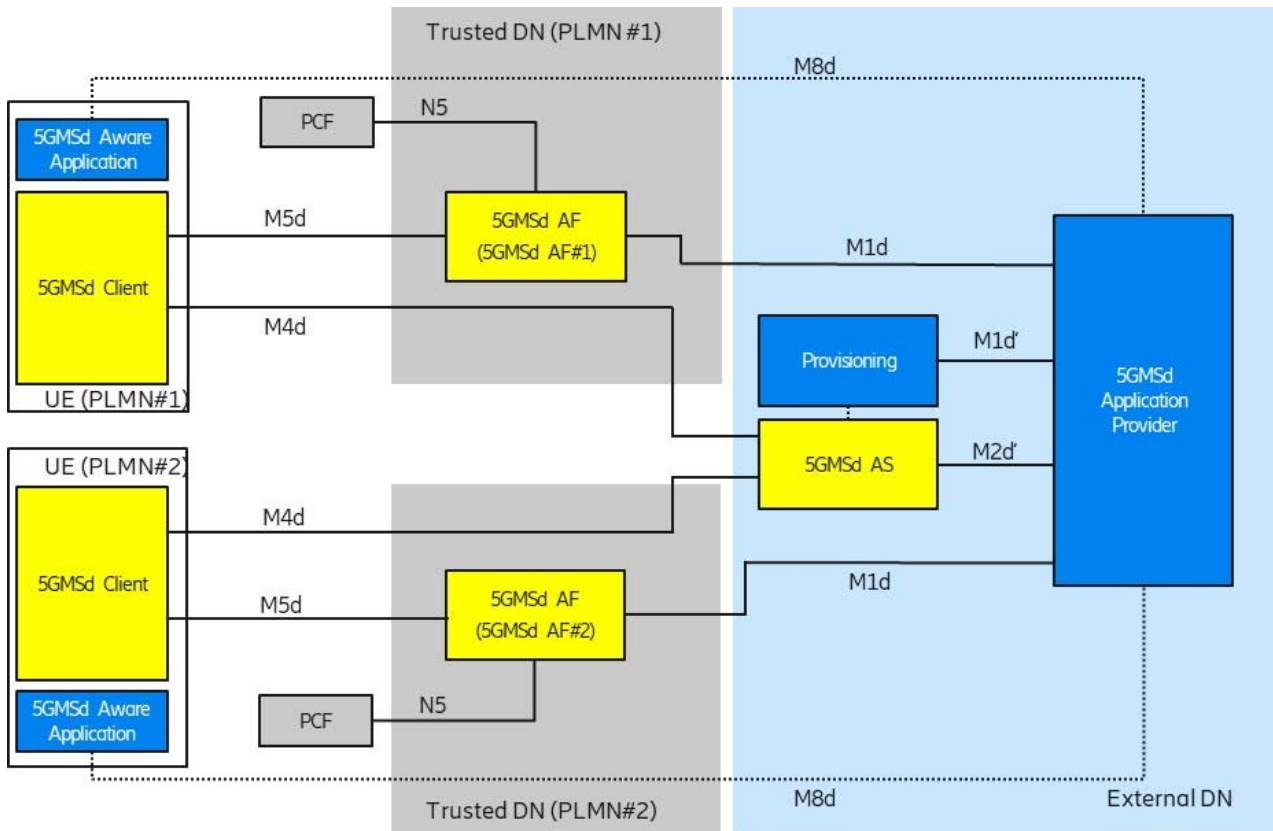 Trusted DN (PLMN #1)
M8d
N5
PCF
5GMSd Aware
Application
M5d
5GMSd AF
(5GMSd AF#1)
M1d
5GMSd Client
M4d
Provisioning
M1d’
5GMSd
Application
Provider
UE (PLMN#1)
UE (PLMN#2)
5GMSd AS
M2d’
M4d
5GMSd Client
M5d
5GMSd AF
(5GMSd AF#2)
M1d
N5
PCF
5GMSd Aware
Application
M8d
External DN
Trusted DN (PLMN#2)